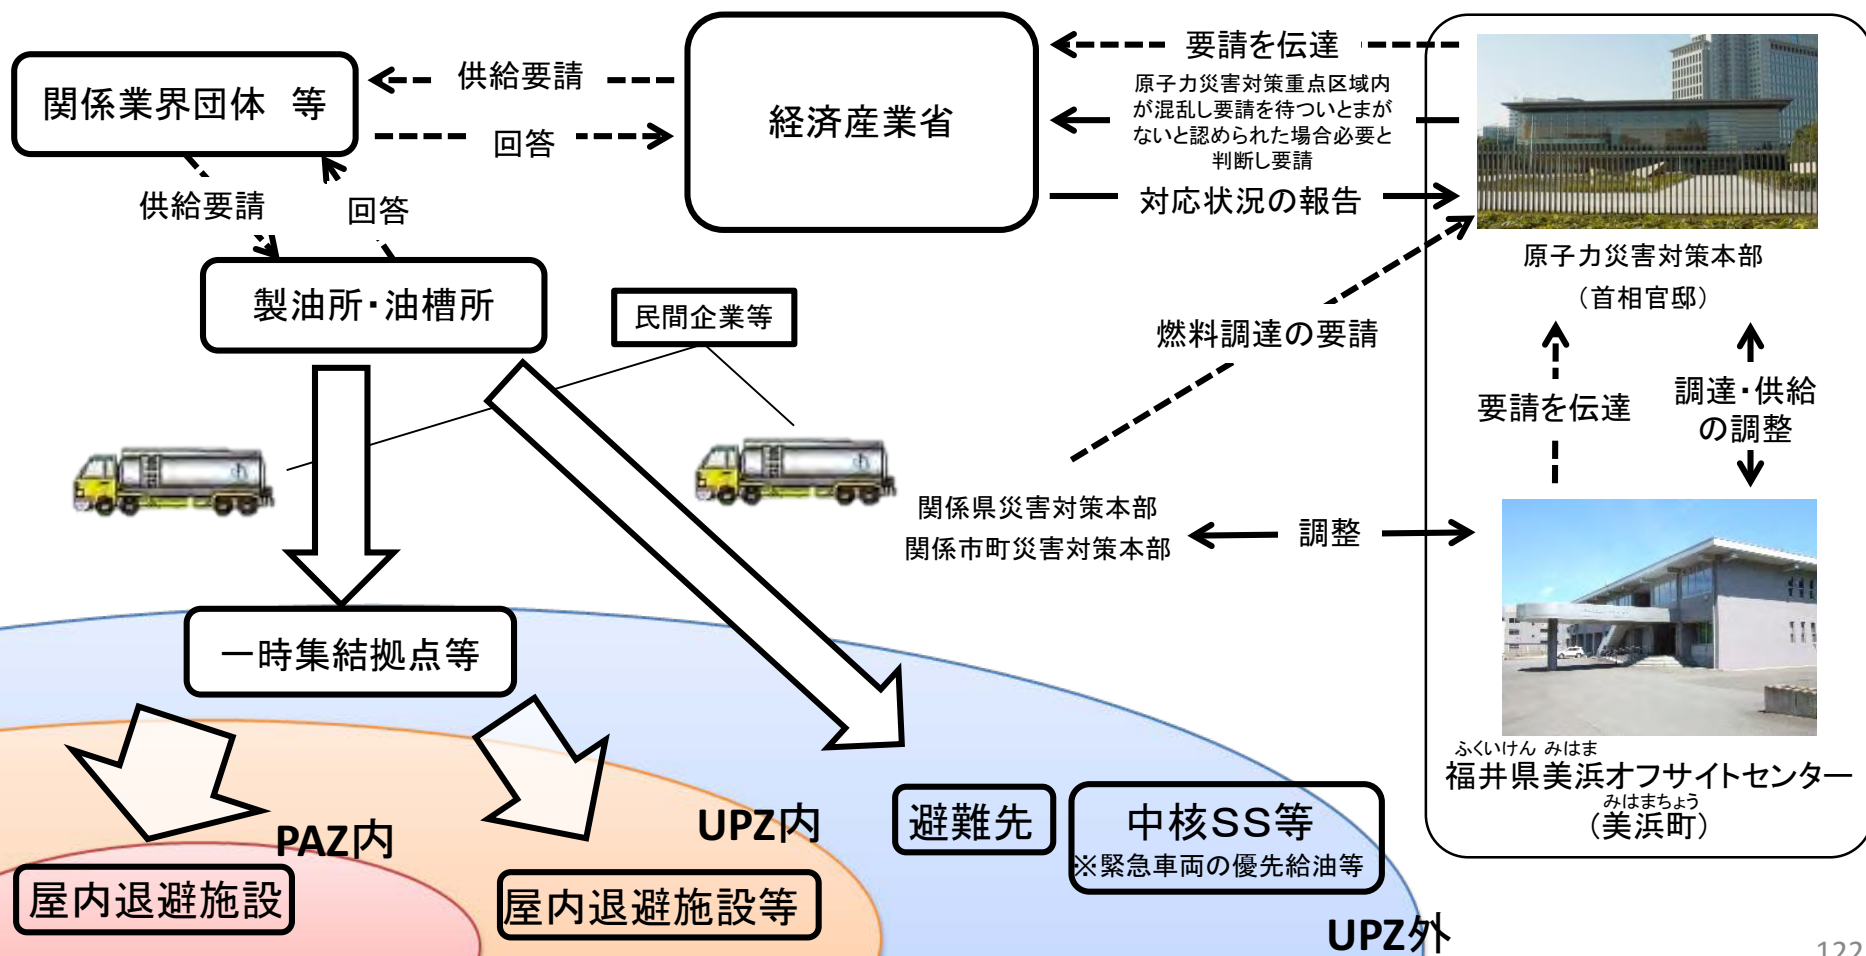 要請を伝達
原子力災害対策重点区域内
が混乱し要請を待ついとまが
ないと認められた場合必要と
判断し要請
対応状況の報告
供給要請
回答
関係業界団体　等
経済産業省
供給要請
回答
製油所・油槽所
民間企業等
燃料調達の要請
原子力災害対策本部
（首相官邸）
要請を伝達
調達・供給
の調整
関係県災害対策本部
関係市町災害対策本部
調整
一時集結拠点等
ふくいけん みはま
福井県美浜オフサイトセンター
みはまちょう
（美浜町）
PAZ内
UPZ内
避難先
中核SS等
※緊急車両の優先給油等
屋内退避施設
屋内退避施設等
UPZ外
122